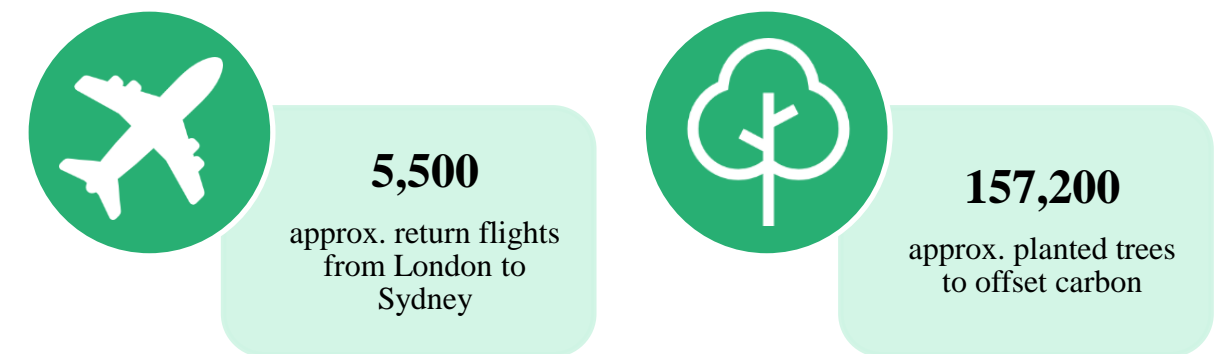 5,500
approx. return flights
from London to
Sydney
157,200
approx. planted trees
to offset carbon